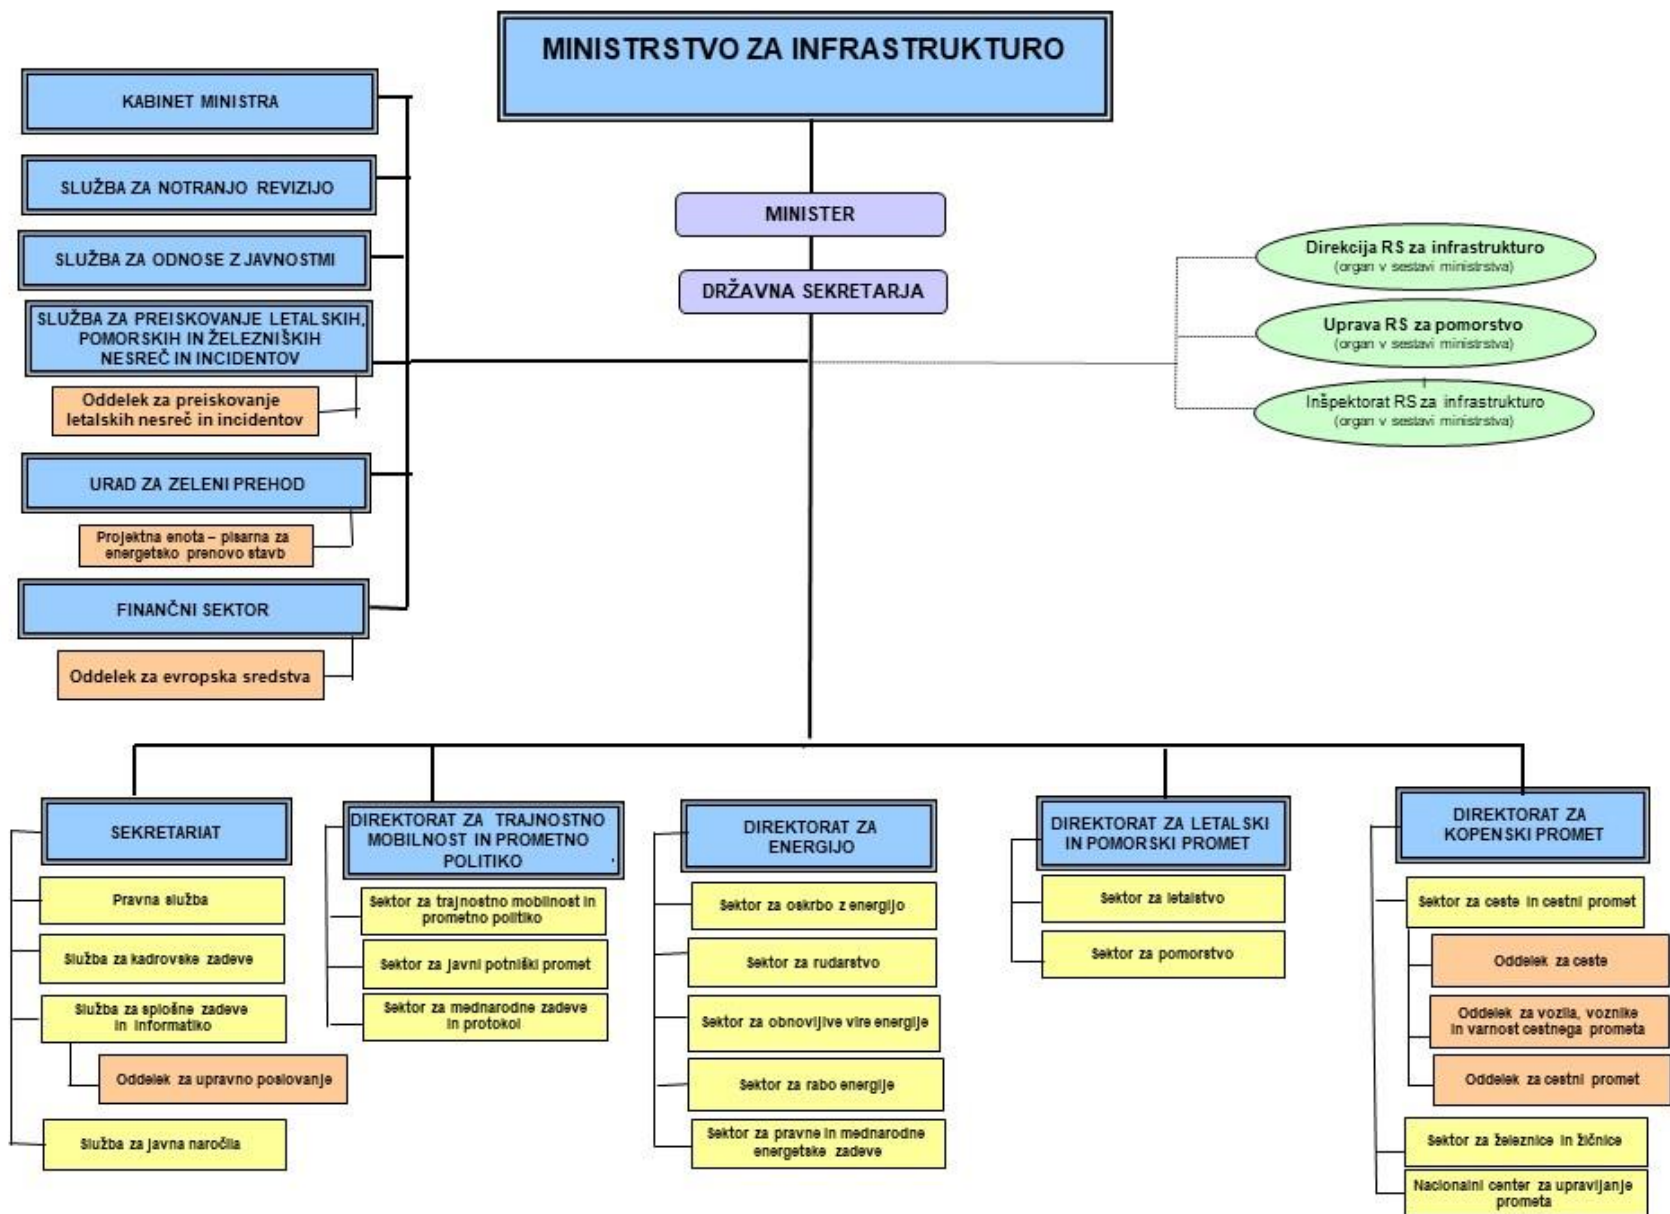 MINISTRSTVO ZA INFRASTRUKTURO
KABINET MINISTRA
SLUŽBA ZA NOTRANJO REVIZIJO
SLUŽBA ZA ODNOSE Z JAVNOSTMI
SLUŽBA ZA PREISKOVANJE LETALSKIH,
POMORSKIH IN ŽELEZNIŠKIH
NESREČ IN INCIDENTOV
Oddelek za preiskovanje
letalskih nesreč in incidentov
URAD ZA ZELENI PREHOD
Projektna enota – pisarna za
energetsko prenovo stavb
FINANČNI SEKTOR
Oddelek za evropska sredstva
MINISTER
DRŽAVNA SEKRETARJA
Direkcija RS za infrastrukturo
(organ v sestavi ministrstva)
Uprava RS za pomorstvo
(organ v sestavi ministrstva)
Inšpektorat RS za infrastrukturo
(organ v sestavi ministrstva)
SEKRETARIAT
Pravna služba
Služba za kadrovske zadeve
Služba za splošne zadeve
in informatiko
Oddelek za upravno poslovanje
Služba za javna naročila
DIREKTORAT ZA TRAJNOSTNO
MOBILNOST IN PROMETNO
POLITIKO
Sektor za trajnostno mobilnost in
prometno politiko
Sektor za javni potniški promet
Sektor za mednarodne zadeve
in protokol
DIREKTORAT ZA
ENERGIJO
Sektor za oskrbo z energijo
Sektor za rudarstvo
Sektor za obnovljive vire energije
Sektor za rabo energije
Sektor za pravne in mednarodne
energetske zadeve
DIREKTORAT ZA LETALSKI
IN POMORSKI PROMET
Sektor za letalstvo
Sektor za pomorstvo
DIREKTORAT ZA
KOPENSKI PROMET
Sektor za ceste in cestni promet
Oddelek za ceste
Oddelek za vozila, voznike
in varnost cestnega prometa
Oddelek za cestni promet
Sektor za železnice in žičnice
Nacionalni center za upravljanje
prometa